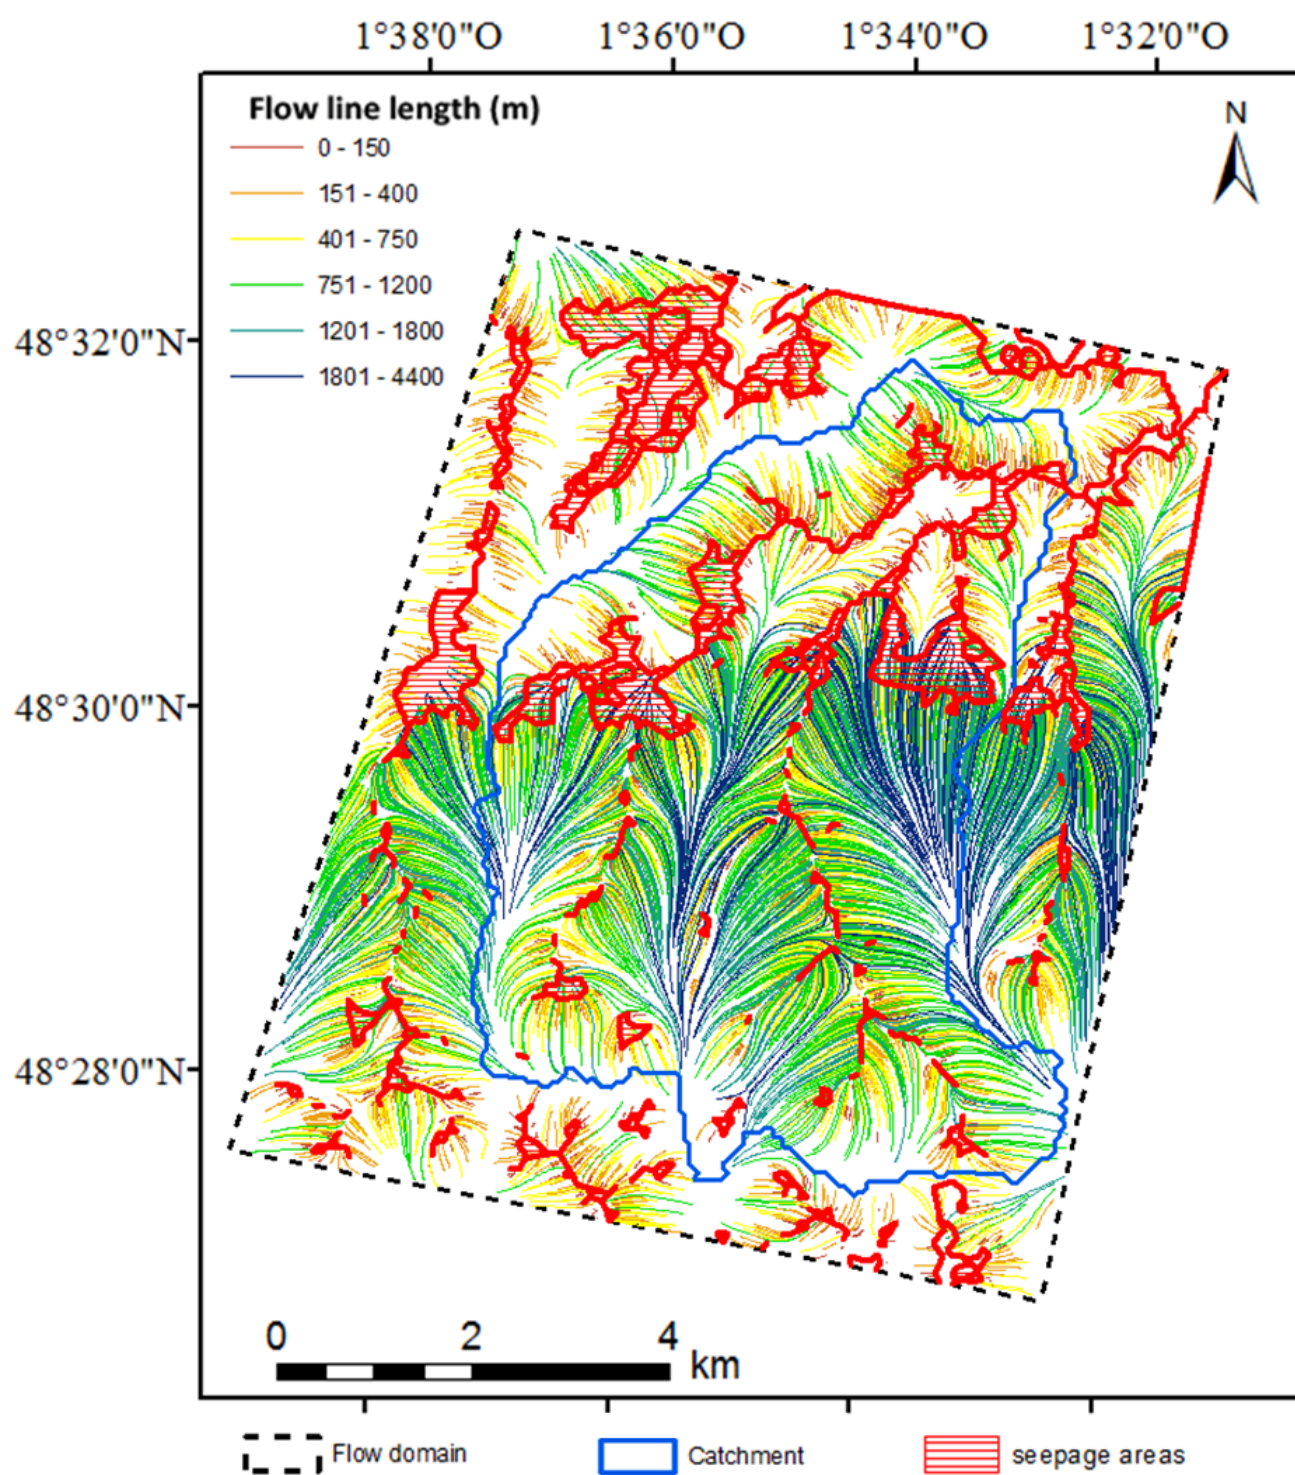 1°38'0"O 1°36'0"O 1°34'0"O 1°32'0"O
Flow line length (m)
0 - 150
151 - 400
401 - 750
751 - 1200
1201 - 1800
1801 - 4400
N
48°32'0"N
48°30'0"N
48°28'0"N
0 2 4
km
Flow domain Catchment seepage areas